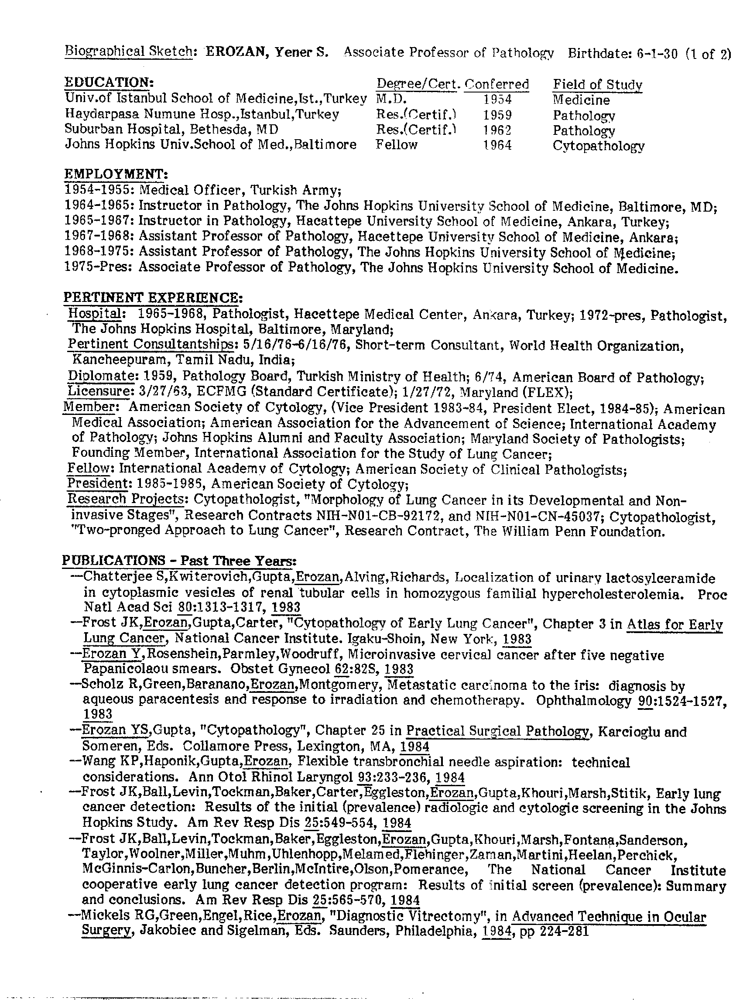 Biographical Sketch: EROZAN, Yener S. Associate Professor of Pathology Birthdate: 6-1-30 (1 of 2)
EDUCATION: Degree/Cert. Conferred Field of Study
Univ.of Istanbul School of Medicine,Ist.,Turkey M.D. 1954 Medicine
Haydarpasa Numune Hosp.,Istanbul,Turkey Res.(Certif.) 1959 Pathology
Suburban Hospital, Bethesda, MD Res.(Certif.) 1962 Pathology
Johns Hopkins Univ.School of Med.,Baltimore Fellow 1964 Cytopathology
EMPLOYMENT:
1954-1955: Medical Officer, Turkish Army;
1964-1965: Instructor in Pathology, The Johns Hopkins University School of Medicine, Baltimore, MD;
1965-1967: Instructor in Pathology, Hacattepe University School of Medicine, Ankara, Turkey;
1967-1968: Assistant Professor of Pathology, Hacettepe University School of Medicine, Ankara;
1968-1975: Assistant Professor of Pathology, The Johns Hopkins University School of Medicine;
1975-Pres: Associate Professor of Pathology, The Johns Hopkins University School of Medicine.
PERTINENT EXPERIENCE:
Hospital: 1965-1968, Pathologist, Hacettepe Medical Center, Ankara, Turkey; 1972-pres, Pathologist,
The Johns Hopkins Hospital, Baltimore, Maryland;
Pertinent Consultantships: 5/16/76-6/16/76, Short-term Consultant, World Health Organization,
Kancheepuram, Tamil Nadu, India;
Diplomate: 1959, Pathology Board, Turkish Ministry of Health; 6/74, American Board of Pathology;
Licensure: 3/27/63, ECFMG (Standard Certificate); 1/27/72, Maryland (FLEX);
Member: American Society of Cytology, (Vice President 1983-84, President Elect, 1984-85); American
Medical Association; American Association for the Advancement of Science; International Academy
of Pathology; Johns Hopkins Alumni and Faculty Association; Maryland Society of Pathologists;
Founding Member, International Association for the Study of Lung Cancer;
Fellow: International Academy of Cytology; American Society of Clinical Pathologists;
President: 1985-1986, American Society of Cytology;
Research Projects: Cytopathologist, "Morphology of Lung Cancer in its Developmental and Non-
invasive Stages", Research Contracts NIH-N01-CB-92172, and NIH-N01-CN-45037; Cytopathologist,
"Two-pronged Approach to Lung Cancer", Research Contract, The William Penn Foundation.
PUBLICATIONS - Past Three Years:
—Chatterjee S,Kwiterovich,Gupta,Erozan,Alving,Richards, Localization of urinary lactosylceramide
in cytoplasmic vesicles of renal tubular cells in homozygous familial hypercholesterolemia. Proc
Natl Acad Sci 80:1313-1317, 1983
—Frost JK,Erozan,Gupta,Carter, "Cytopathology of Early Lung Cancer", Chapter 3 in Atlas for Early
Lung Cancer, National Cancer Institute. Igaku-Shoin, New York, 1983
—Erozan Y,Rosenshein,Parmley,Woodruff, Microinvasive cervical cancer after five negative
Papanicolaou smears. Obstet Gynecol 62:82S, 1983
—Scholz R,Green,Baranano,Erozan,Montgomery, Metastatic carcinoma to the iris: diagnosis by
aqueous paracentesis and response to irradiation and chemotherapy. Ophthalmology 90:1524-1527,
1983
—Erozan YS,Gupta, "Cytopathology", Chapter 25 in Practical Surgical Pathology, Karcioglu and
Someren, Eds. Collamore Press, Lexington, MA, 1984
—Wang KP,Haponik,Gupta,Erozan, Flexible transbronchial needle aspiration: technical
considerations. Ann Otol Rhinol Laryngol 93:233-236, 1984
—Frost JK,Ball,Levin,Tockman,Baker,Carter,Eggleston,Erozan,Gupta,Khouri,Marsh,Stitik, Early lung
cancer detection: Results of the initial (prevalence) radiologic and cytologic screening in the Johns
Hopkins Study. Am Rev Resp Dis 25:549-554, 1984
—Frost JK,Ball,Levin,Tockman,Baker,Eggleston,Erozan,Gupta,Khouri,Marsh,Fontana,Sanderson,
Taylor,Woolner,Miller,Muhm,Uhlenhopp,Melamed,Flehinger,Zaman,Martini,Heelan,Perchick,
McGinnis-Carlon,Buncher,Berlin,McIntire,Olson,Pomerance, The National Cancer Institute
cooperative early lung cancer detection program: Results of initial screen (prevalence): Summary
and conclusions. Am Rev Resp Dis 25:565-570, 1984
—Mickels RG,Green,Engel,Rice,Erozan, "Diagnostic Vitrectomy", in Advanced Technique in Ocular
Surgery, Jakobiec and Sigelman, Eds. Saunders, Philadelphia, 1984, pp 224-281